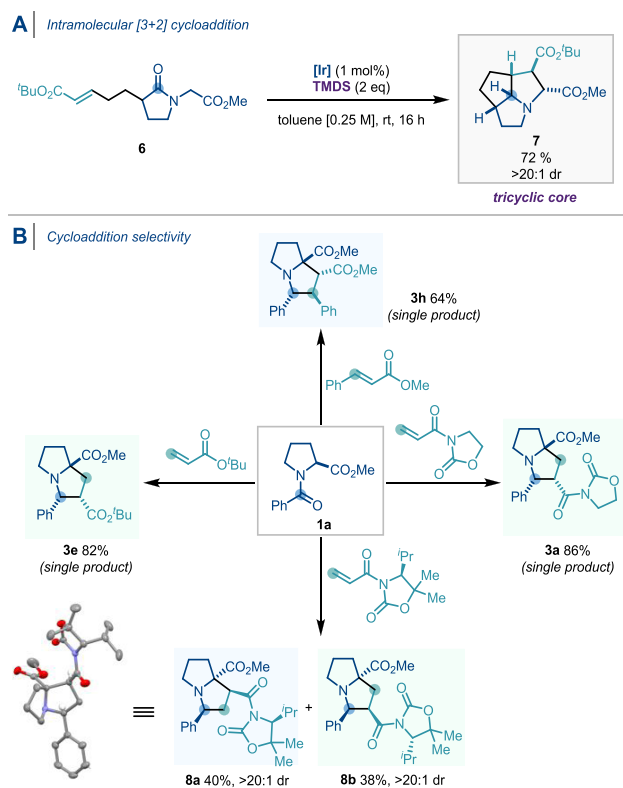 A Intramolecular [3+2] cycloaddition
[Ir] (1 mol%)
TMDS (2 eq)
toluene [0.25 M], rt, 16 h
ᵗBuO₂C
O
N
CO₂Me
6
H
CO₂ᵗBu
H
CO₂Me
H
N
7
72 %
>20:1 dr
tricyclic core
B Cycloaddition selectivity
CO₂Me
N
CO₂Me
Ph
Ph
3h 64%
(single product)
Ph
O
OMe
CO₂Me
N
Ph
CO₂ᵗBu
3e 82%
(single product)
O
OᵗBu
N
CO₂Me
Ph
O
1a
O
N
O
O
CO₂Me
N
Ph
O
N
O
O
3a 86%
(single product)
O
ⁱPr
N
Me
Me
O
O
CO₂Me
N
O
Ph
N
ⁱPr
O
O
Me
Me
8a 40%, >20:1 dr
+
CO₂Me
N
O
O
Ph
N
Me
Me
O
ⁱPr
8b 38%, >20:1 dr